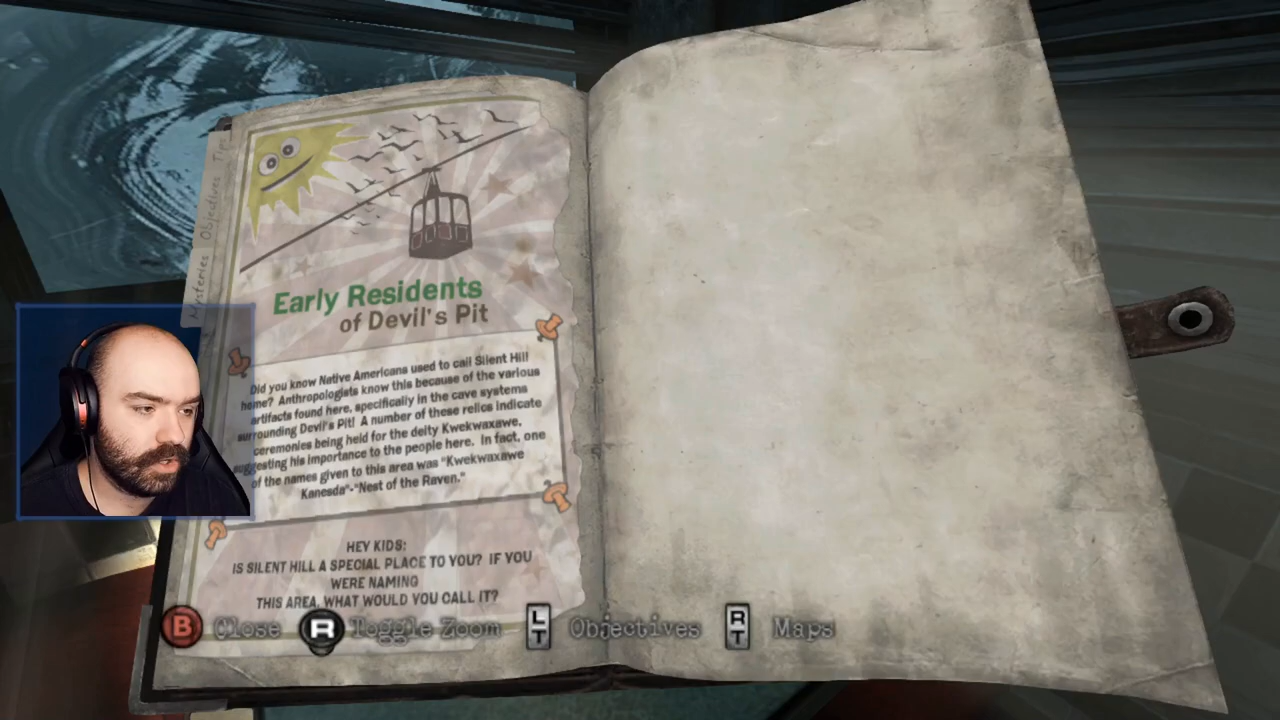 Tips
Objectives
Mysteries
Early Residents
of Devil's Pit
Did you know Native Americans used to call Silent Hill
home? Anthropologists know this because of the various
artifacts found here, specifically in the cave systems
surrounding Devil's Pit! A number of these relics indicate
ceremonies being held for the deity Kwekwaxawe,
suggesting his importance to the people here. In fact, one
of the names given to this area was "Kwekwaxawe
Kanesda"-"Nest of the Raven."
HEY KIDS:
IS SILENT HILL A SPECIAL PLACE TO YOU? IF YOU
WERE NAMING
THIS AREA, WHAT WOULD YOU CALL IT?
B Close R Toggle Zoom LT Objectives RT Maps